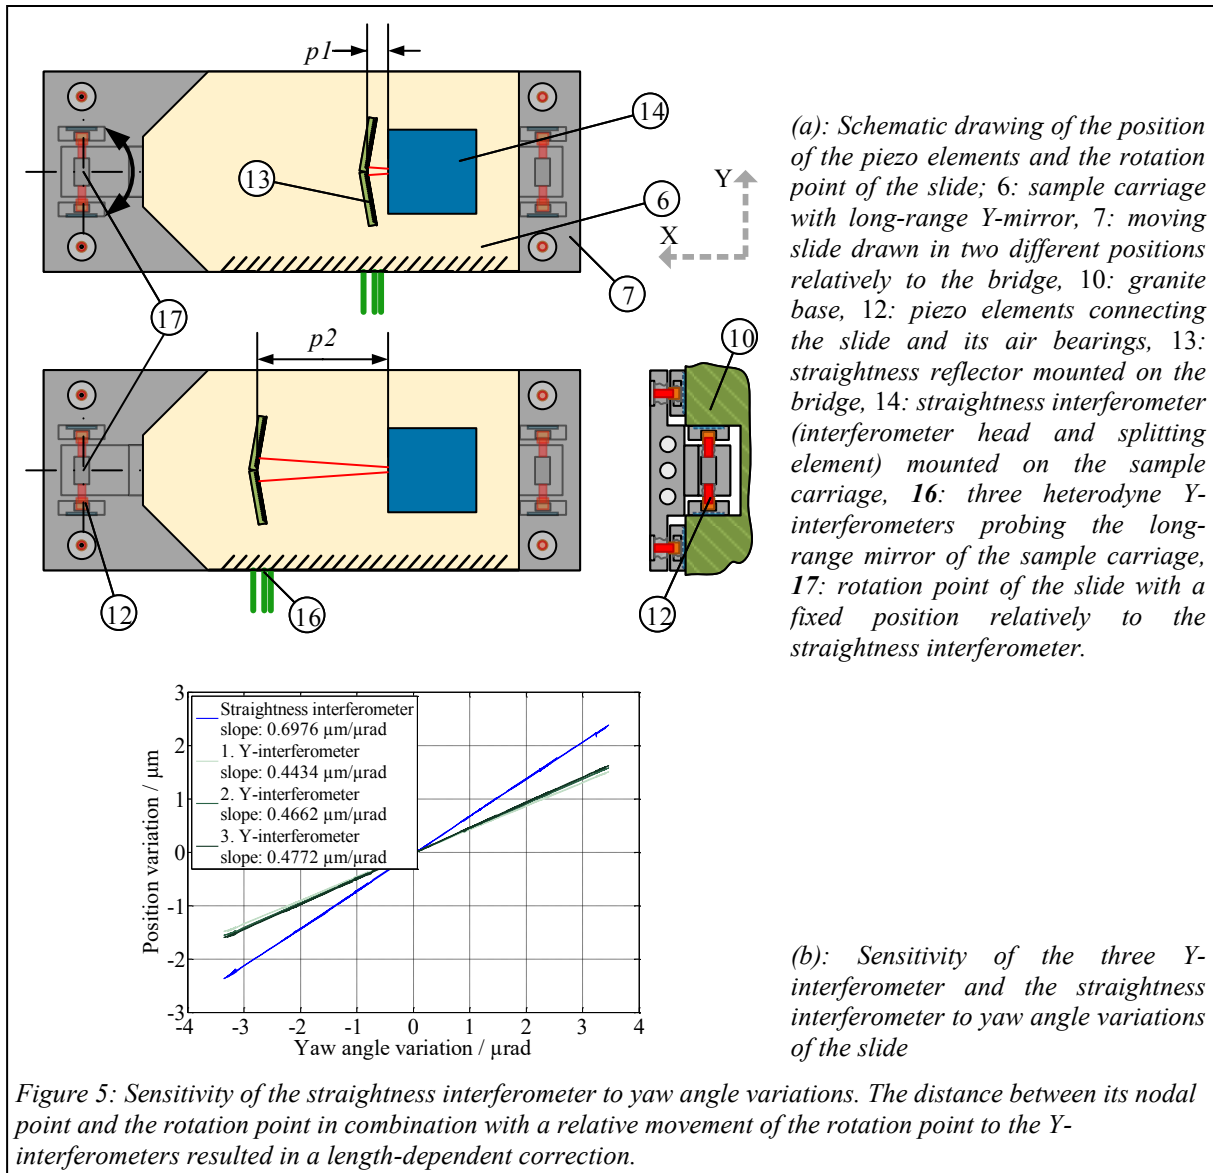 p1
14
13
6
Y
X
7
17
p2
10
12
16
12
(a): Schematic drawing of the position
of the piezo elements and the rotation
point of the slide; 6: sample carriage
with long-range Y-mirror, 7: moving
slide drawn in two different positions
relatively to the bridge, 10: granite
base, 12: piezo elements connecting
the slide and its air bearings, 13:
straightness reflector mounted on the
bridge, 14: straightness interferometer
(interferometer head and splitting
element) mounted on the sample
carriage, 16: three heterodyne Y-
interferometers probing the long-
range mirror of the sample carriage,
17: rotation point of the slide with a
fixed position relatively to the
straightness interferometer.
3
2
1
0
-1
-2
-3
Position variation / µm
Straightness interferometer
slope: 0.6976 µm/µrad
1. Y-interferometer
slope: 0.4434 µm/µrad
2. Y-interferometer
slope: 0.4662 µm/µrad
3. Y-interferometer
slope: 0.4772 µm/µrad
-4 -3 -2 -1 0 1 2 3 4
Yaw angle variation / µrad
(b): Sensitivity of the three Y-
interferometer and the straightness
interferometer to yaw angle variations
of the slide
Figure 5: Sensitivity of the straightness interferometer to yaw angle variations. The distance between its nodal
point and the rotation point in combination with a relative movement of the rotation point to the Y-
interferometers resulted in a length-dependent correction.